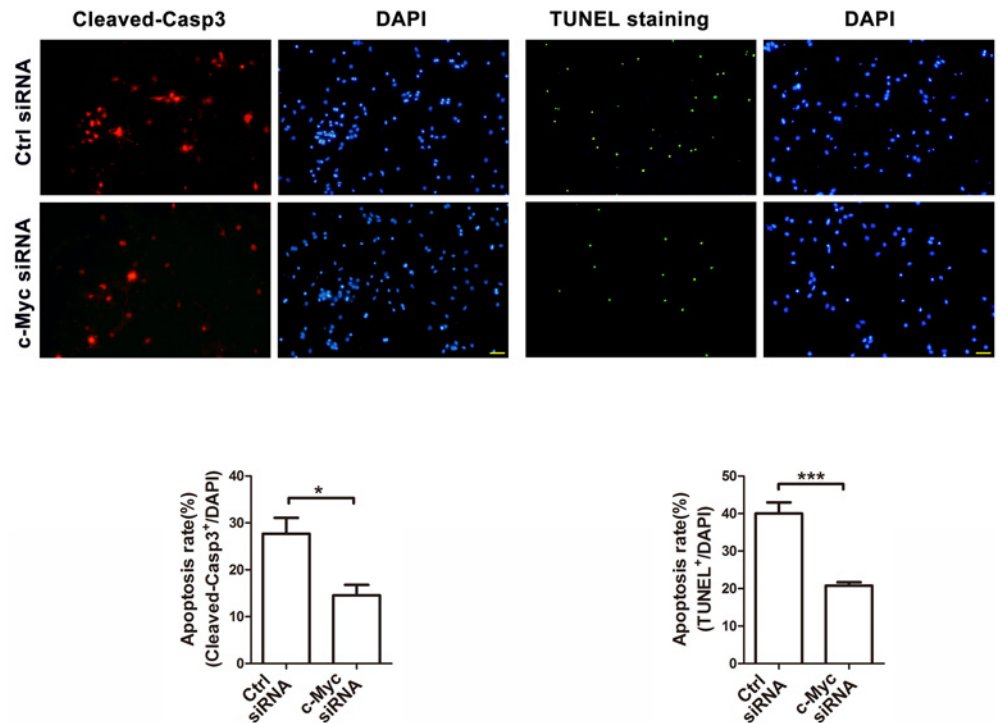 Cleaved-Casp3 DAPI TUNEL staining DAPI
Ctrl siRNA
c-Myc siRNA
Apoptosis rate(%)
(Cleaved-Casp3⁺/DAPI)
40
30
20
10
0
*
Ctrl
siRNA
c-Myc
siRNA
Apoptosis rate(%)
(TUNEL⁺/DAPI)
50
40
30
20
10
0
***
Ctrl
siRNA
c-Myc
siRNA